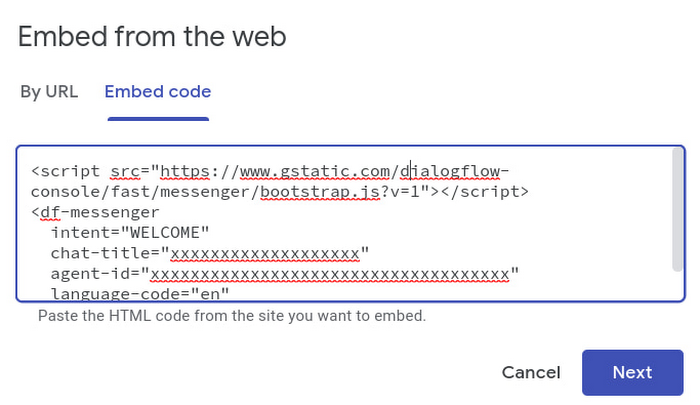 Embed from the web
By URL
Embed code
<script src="https://www.gstatic.com/dialogflow-
console/fast/messenger/bootstrap.js?v=1"></script>
<df-messenger
intent="WELCOME"
chat-title="xxxxxxxxxxxxxxxxxxx"
agent-id="xxxxxxxxxxxxxxxxxxxxxxxxxxxxxxxxxxxx"
language-code="en"
Paste the HTML code from the site you want to embed.
Cancel
Next